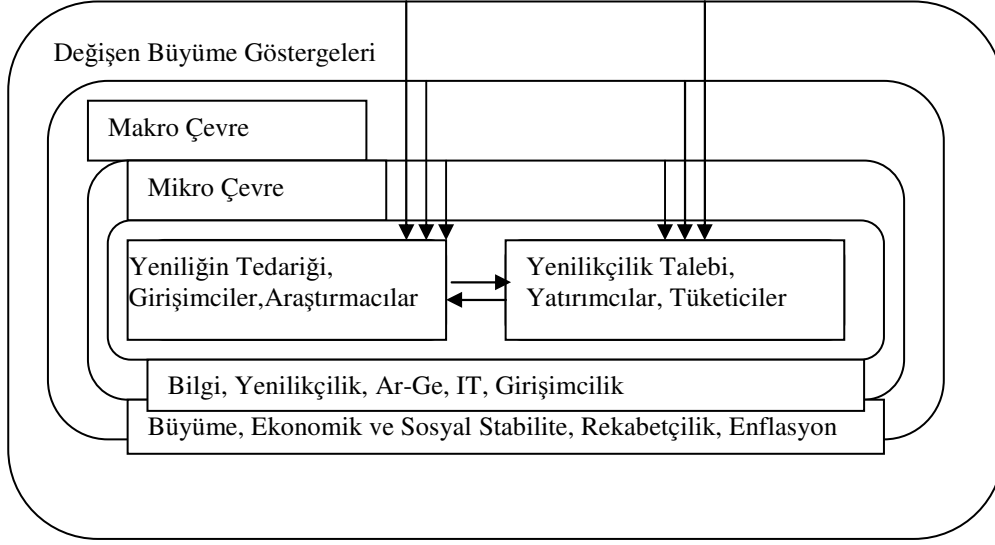 Değişen Büyüme Göstergeleri
Makro Çevre
Mikro Çevre
Yeniliğin Tedariği,
Girişimciler,Araştırmacılar
Yenilikçilik Talebi,
Yatırımcılar, Tüketiciler
Bilgi, Yenilikçilik, Ar-Ge, IT, Girişimcilik
Büyüme, Ekonomik ve Sosyal Stabilite, Rekabetçilik, Enflasyon